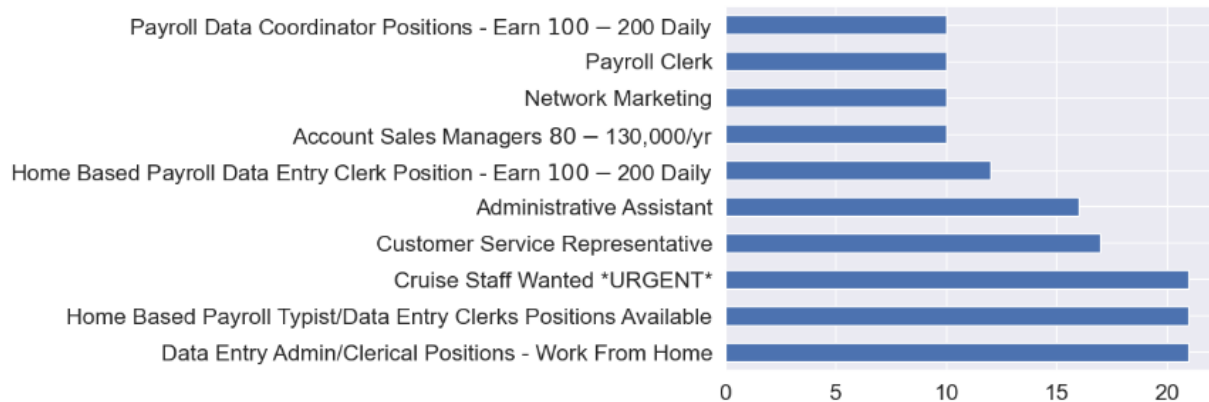 Payroll Data Coordinator Positions - Earn 100 − 200 Daily
Payroll Clerk
Network Marketing
Account Sales Managers 80 − 130,000/yr
Home Based Payroll Data Entry Clerk Position - Earn 100 − 200 Daily
Administrative Assistant
Customer Service Representative
Cruise Staff Wanted *URGENT*
Home Based Payroll Typist/Data Entry Clerks Positions Available
Data Entry Admin/Clerical Positions - Work From Home
0 5 10 15 20